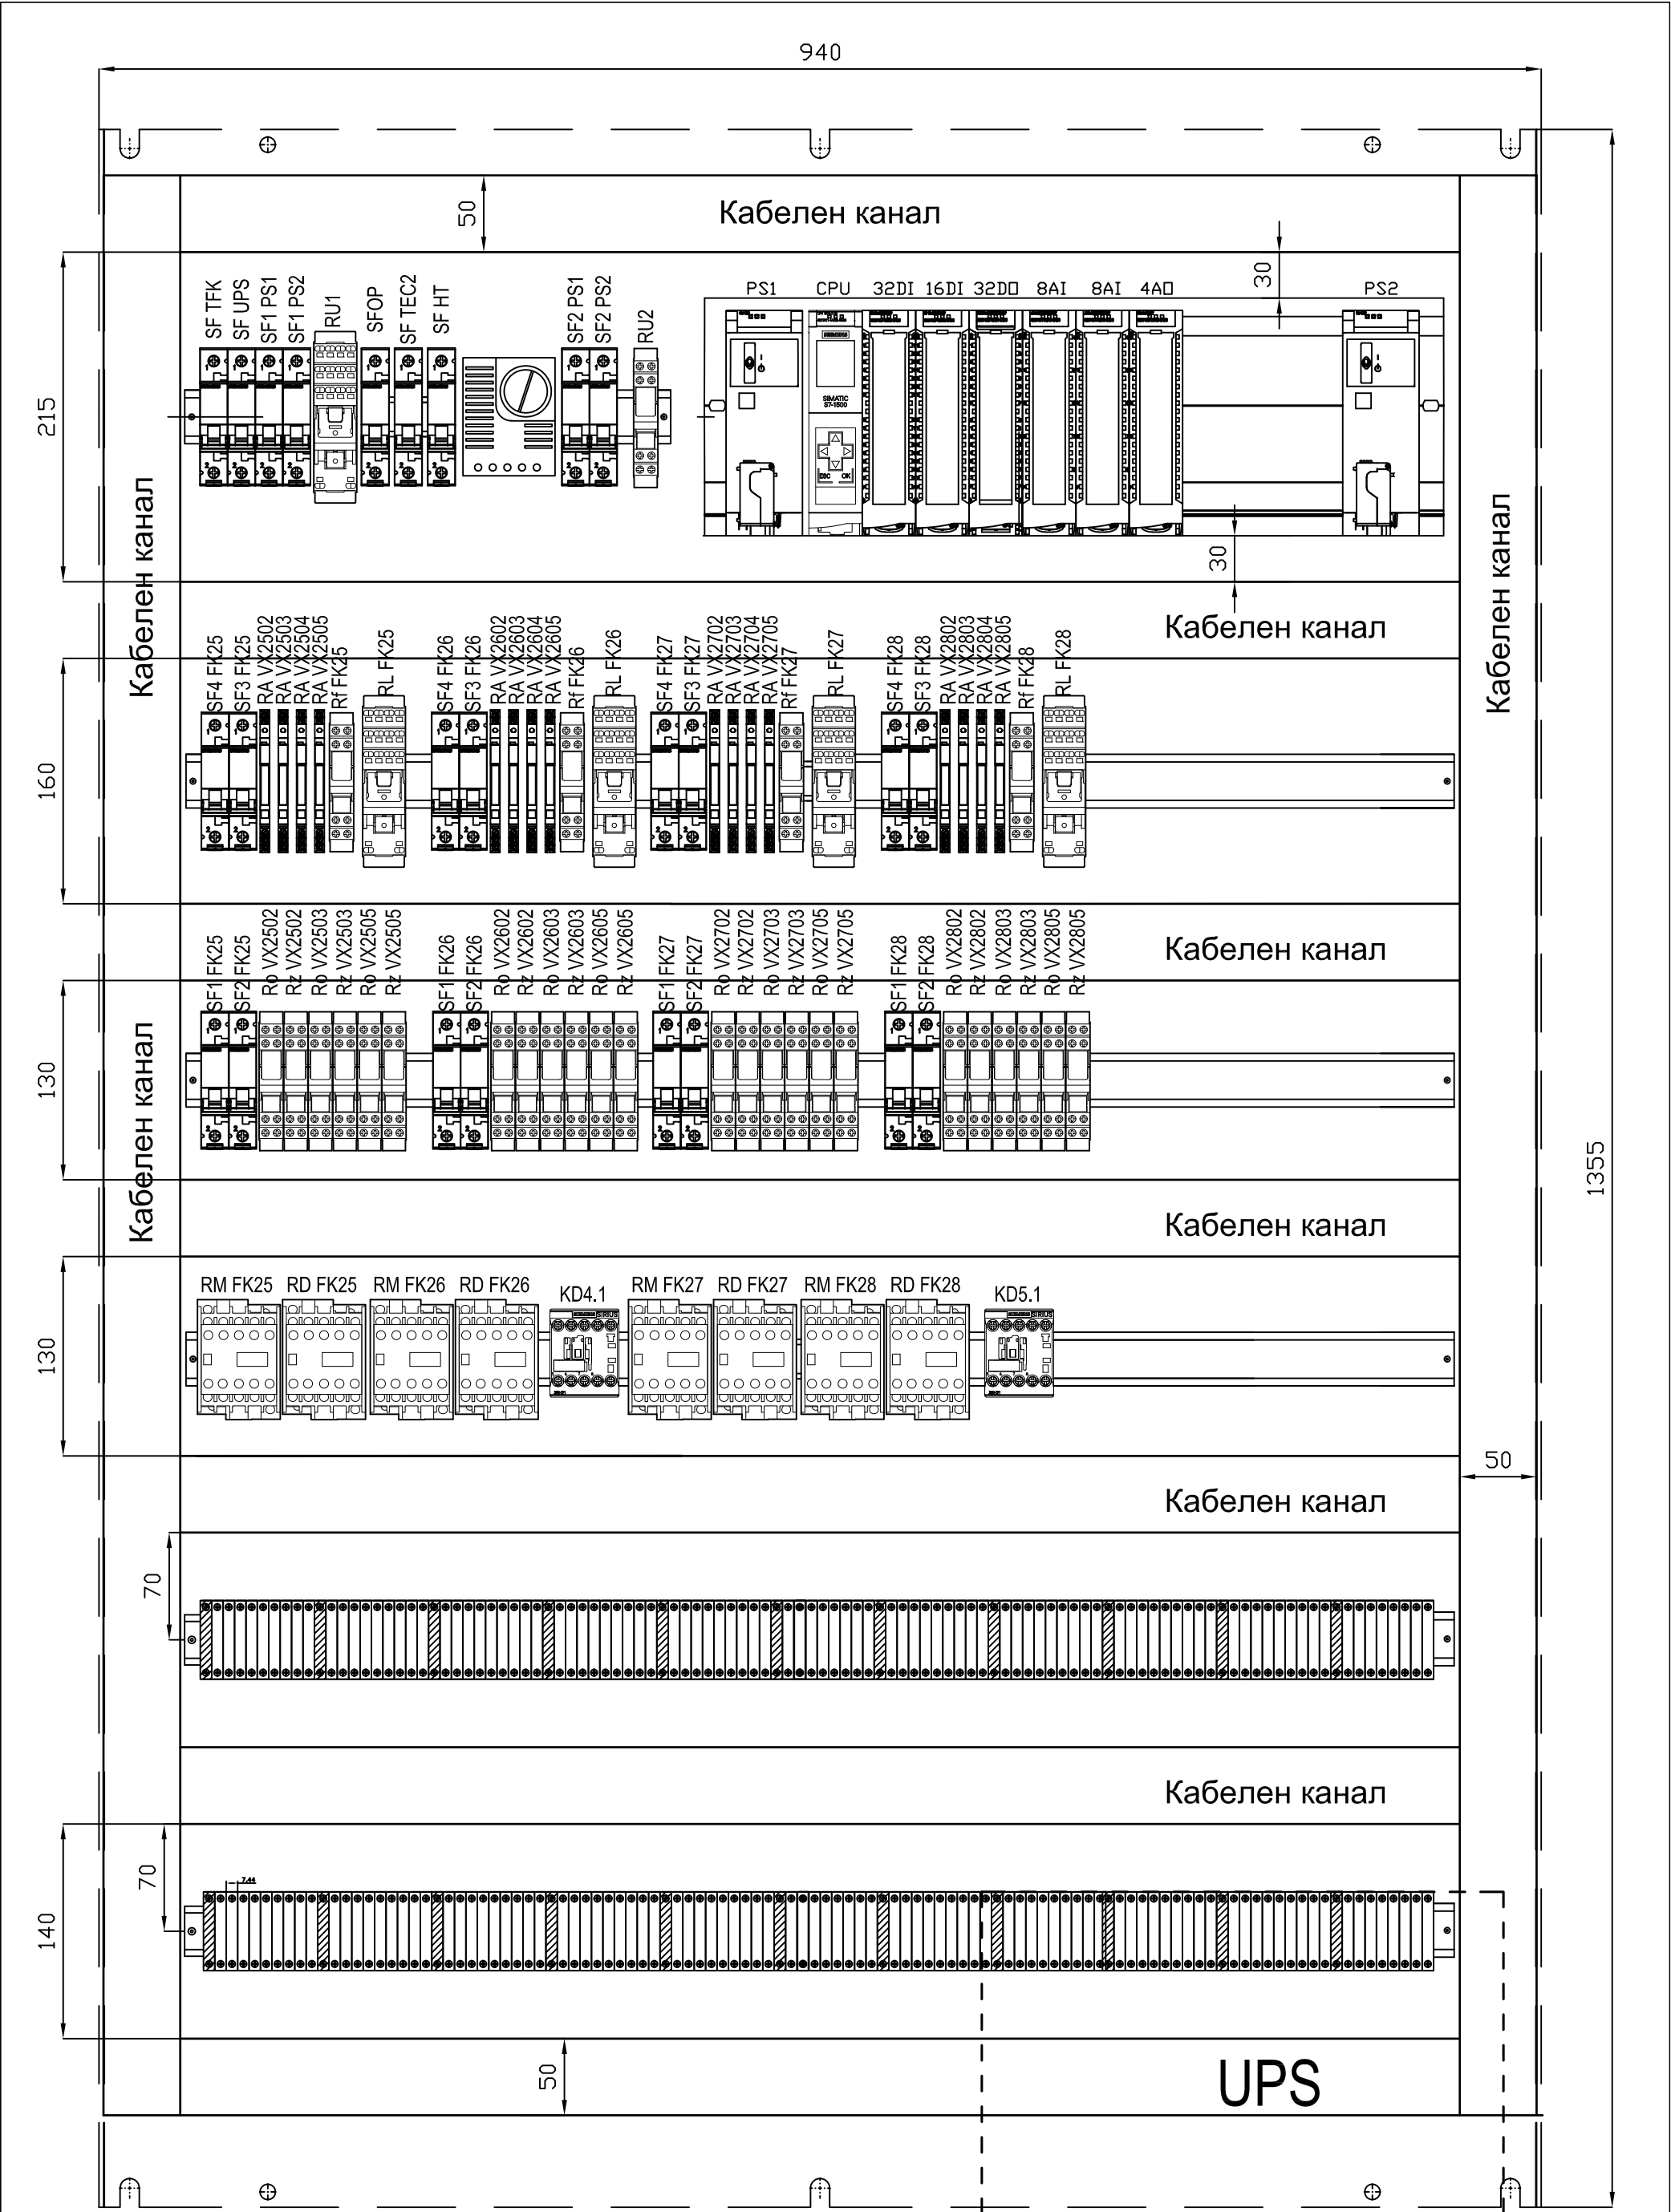 940
Кабелен канал
50
30
SF TFK
SF UPS
SF1 PS1
SF1 PS2
RU1
SFOP
SF TEC2
SF HT
SF2 PS1
SF2 PS2
RU2
PS1
CPU
32DI
16DI
32DO
8AI
8AI
4AO
PS2
SIMATIC
S7-1500
ESC OK
215
30
Кабелен канал
Кабелен канал
Кабелен канал
SF4 FK25
SF3 FK25
RA VX2502
RA VX2503
RA VX2504
RA VX2505
Rf FK25
RL FK25
SF4 FK26
SF3 FK26
RA VX2602
RA VX2603
RA VX2604
RA VX2605
Rf FK26
RL FK26
SF4 FK27
SF3 FK27
RA VX2702
RA VX2703
RA VX2704
RA VX2705
Rf FK27
RL FK27
SF4 FK28
SF3 FK28
RA VX2802
RA VX2803
RA VX2804
RA VX2805
Rf FK28
RL FK28
160
Кабелен канал
SF1 FK25
SF2 FK25
Ro VX2502
Rz VX2502
Ro VX2503
Rz VX2503
Ro VX2505
Rz VX2505
SF1 FK26
SF2 FK26
Ro VX2602
Rz VX2602
Ro VX2603
Rz VX2603
Ro VX2605
Rz VX2605
SF1 FK27
SF2 FK27
Ro VX2702
Rz VX2702
Ro VX2703
Rz VX2703
Ro VX2705
Rz VX2705
SF1 FK28
SF2 FK28
Ro VX2802
Rz VX2802
Ro VX2803
Rz VX2803
Ro VX2805
Rz VX2805
130
Кабелен канал
1355
Кабелен канал
RM FK25
RD FK25
RM FK26
RD FK26
KD4.1
RM FK27
RD FK27
RM FK28
RD FK28
KD5.1
SIRIUS
SIRIUS
130
50
Кабелен канал
70
Кабелен канал
70
7.44
140
50
UPS